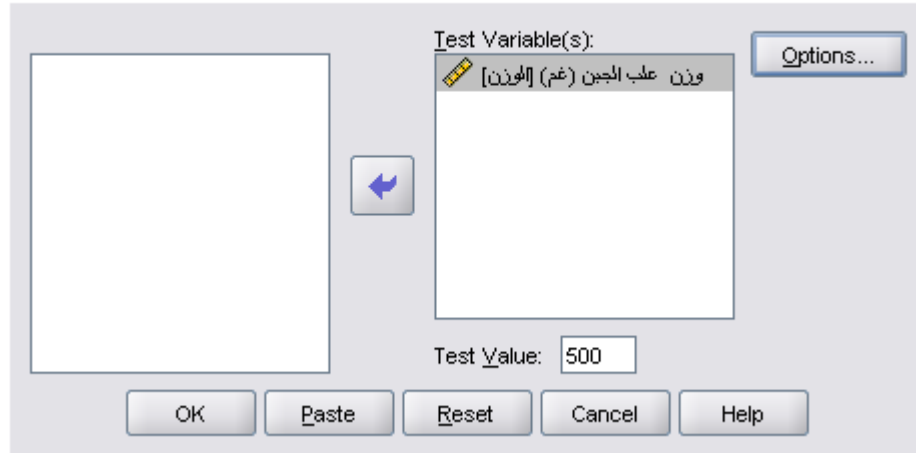 Test Variable(s):
Options...
وزن علب الجبن (غم) [الوزن]
Test Value: 500
OK Paste Reset Cancel Help